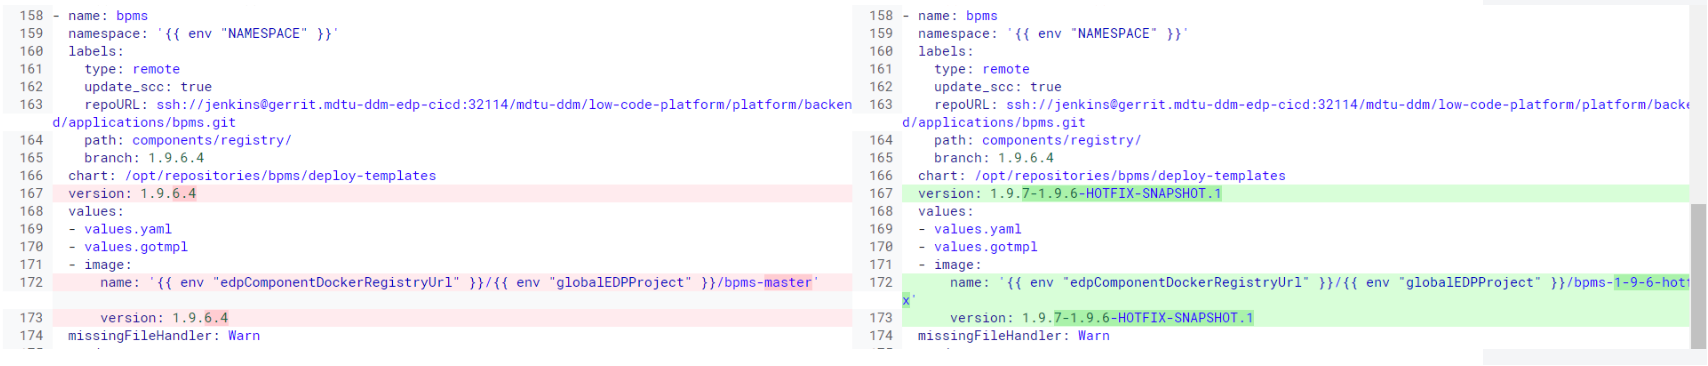 158 - name: bpms
159 namespace: '{{ env "NAMESPACE" }}'
160 labels:
161 type: remote
162 update_scc: true
163 repoURL: ssh://jenkins@gerrit.mdtu-ddm-edp-cicd:32114/mdtu-ddm/low-code-platform/platform/backen
d/applications/bpms.git
164 path: components/registry/
165 branch: 1.9.6.4
166 chart: /opt/repositories/bpms/deploy-templates
167 version: 1.9.6.4
168 values:
169 - values.yaml
170 - values.gotmpl
171 - image:
172 name: '{{ env "edpComponentDockerRegistryUrl" }}/{{ env "globalEDPProject" }}/bpms-master'
173 version: 1.9.6.4
174 missingFileHandler: Warn
158 - name: bpms
159 namespace: '{{ env "NAMESPACE" }}'
160 labels:
161 type: remote
162 update_scc: true
163 repoURL: ssh://jenkins@gerrit.mdtu-ddm-edp-cicd:32114/mdtu-ddm/low-code-platform/platform/backe
d/applications/bpms.git
164 path: components/registry/
165 branch: 1.9.6.4
166 chart: /opt/repositories/bpms/deploy-templates
167 version: 1.9.7-1.9.6-HOTFIX-SNAPSHOT.1
168 values:
169 - values.yaml
170 - values.gotmpl
171 - image:
172 name: '{{ env "edpComponentDockerRegistryUrl" }}/{{ env "globalEDPProject" }}/bpms-1-9-6-hotf
x'
173 version: 1.9.7-1.9.6-HOTFIX-SNAPSHOT.1
174 missingFileHandler: Warn